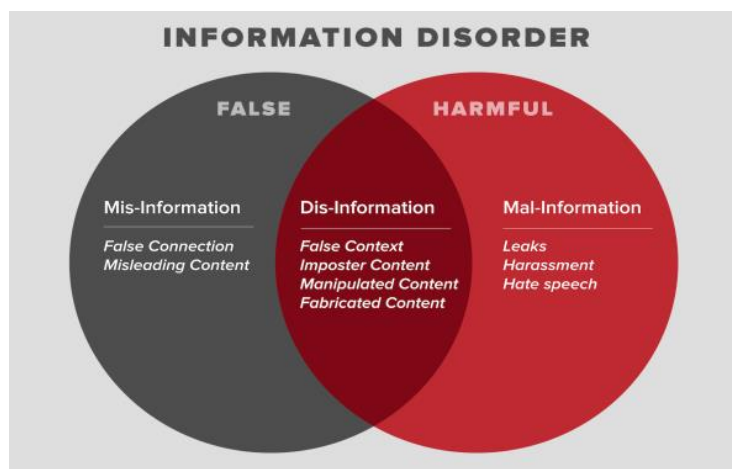 INFORMATION DISORDER
FALSE
HARMFUL
Mis-Information
False Connection
Misleading Content
Dis-Information
False Context
Imposter Content
Manipulated Content
Fabricated Content
Mal-Information
Leaks
Harassment
Hate speech